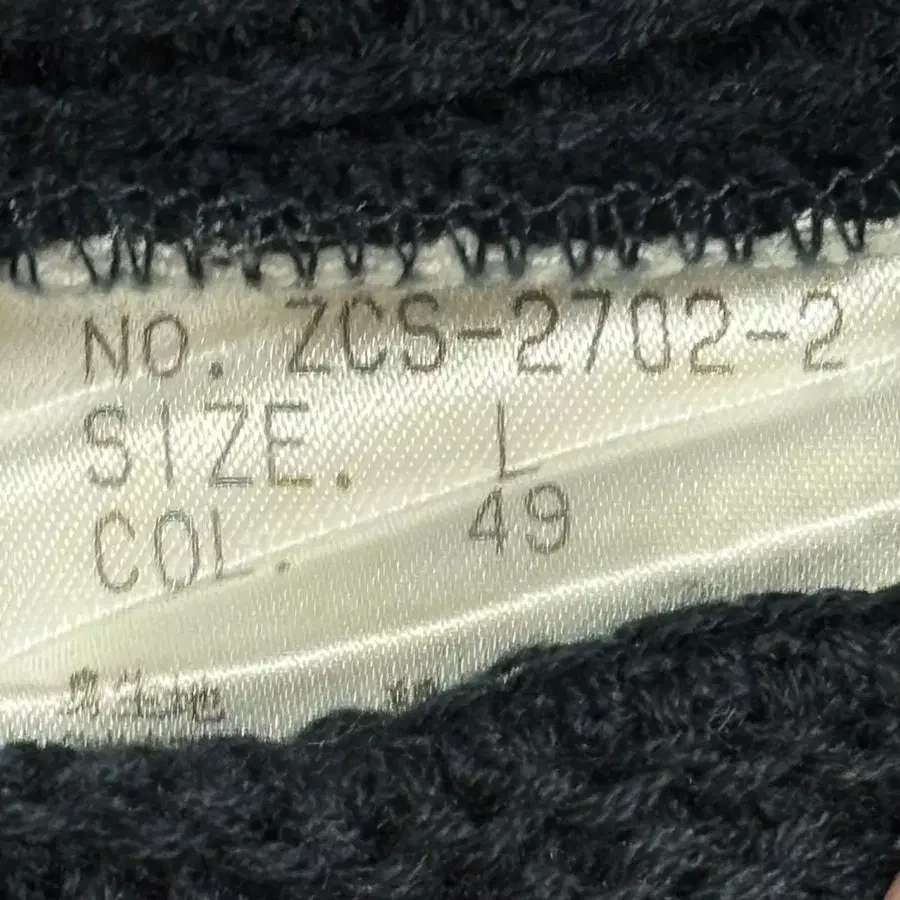 NO. ZCS-2702-2
SIZE. L
COL. 49